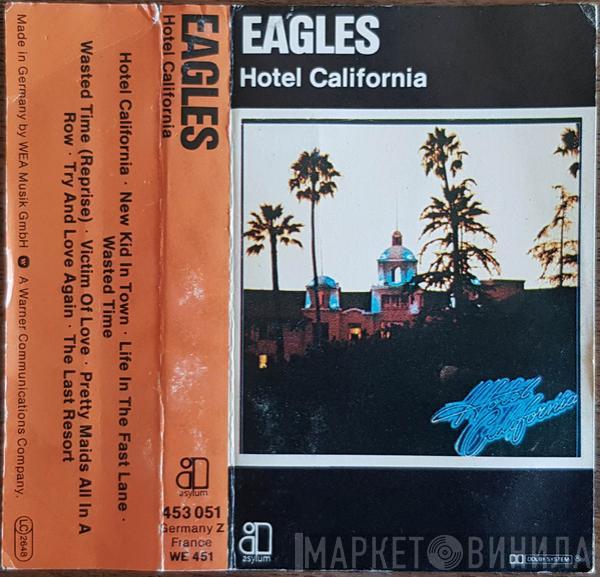 EAGLES
Hotel California
Hotel California
asylum
DOLBY SYSTEM
EAGLES
Hotel California
asylum
453 051
Germany Z
France
WE 451
Hotel California · New Kid In Town · Life In The Fast Lane ·
Wasted Time
Wasted Time (Reprise) · Victim Of Love · Pretty Maids All In A
Row · Try And Love Again · The Last Resort
Made in Germany by WEA Musik GmbH W A Warner Communications Company.
LC 2648
МАРКЕТ ВИНИЛА